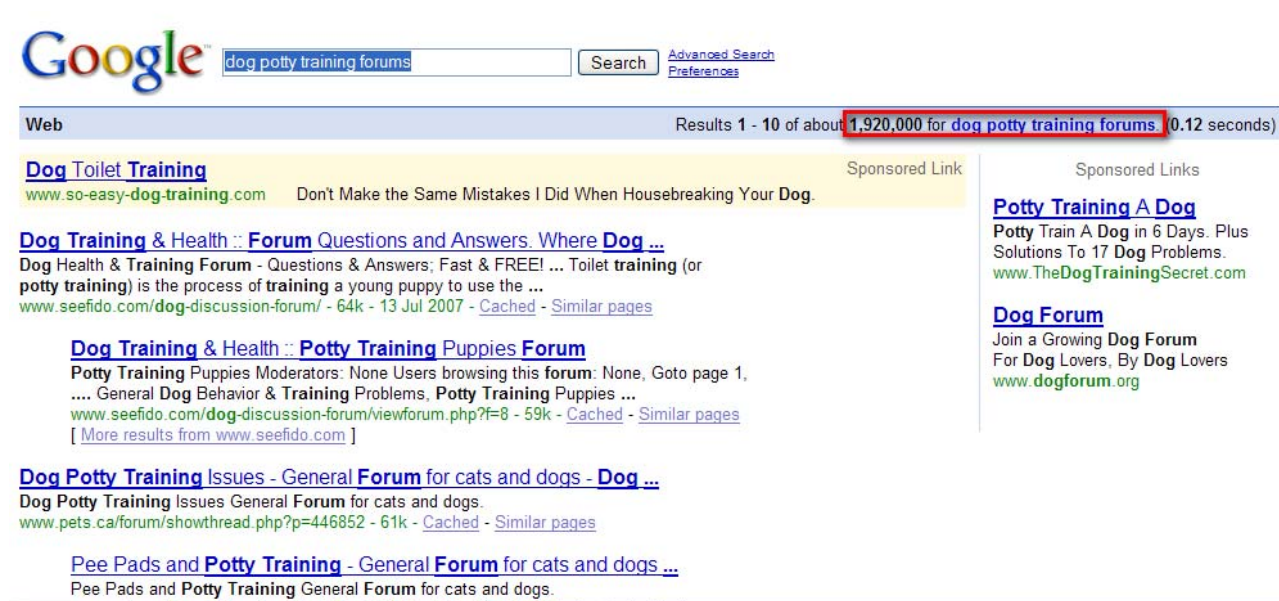 Google™ dog potty training forums Search Advanced Search
Preferences
Web Results 1 - 10 of about 1,920,000 for dog potty training forums. (0.12 seconds)
Dog Toilet Training Sponsored Link
www.so-easy-dog-training.com Don't Make the Same Mistakes I Did When Housebreaking Your Dog.
Dog Training & Health :: Forum Questions and Answers. Where Dog ...
Dog Health & Training Forum - Questions & Answers; Fast & FREE! ... Toilet training (or
potty training) is the process of training a young puppy to use the ...
www.seefido.com/dog-discussion-forum/ - 64k - 13 Jul 2007 - Cached - Similar pages
Dog Training & Health :: Potty Training Puppies Forum
Potty Training Puppies Moderators: None Users browsing this forum: None, Goto page 1,
.... General Dog Behavior & Training Problems, Potty Training Puppies ...
www.seefido.com/dog-discussion-forum/viewforum.php?f=8 - 59k - Cached - Similar pages
[ More results from www.seefido.com ]
Dog Potty Training Issues - General Forum for cats and dogs - Dog ...
Dog Potty Training Issues General Forum for cats and dogs.
www.pets.ca/forum/showthread.php?p=446852 - 61k - Cached - Similar pages
Pee Pads and Potty Training - General Forum for cats and dogs ...
Pee Pads and Potty Training General Forum for cats and dogs.
Sponsored Links
Potty Training A Dog
Potty Train A Dog in 6 Days. Plus
Solutions To 17 Dog Problems.
www.TheDogTrainingSecret.com
Dog Forum
Join a Growing Dog Forum
For Dog Lovers, By Dog Lovers
www.dogforum.org